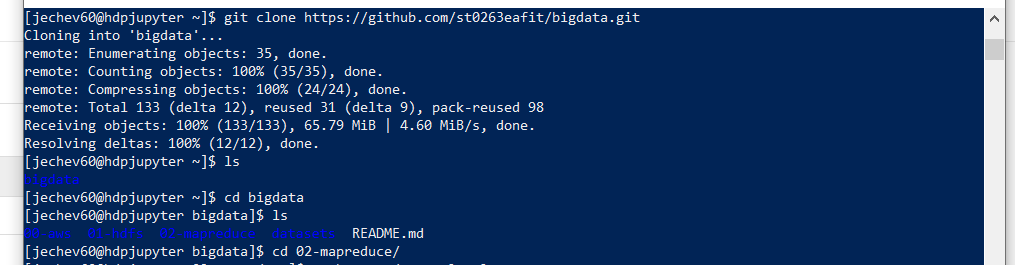 [jechev60@hdpjupyter ~]$ git clone https://github.com/st0263eafit/bigdata.git
Cloning into 'bigdata'...
remote: Enumerating objects: 35, done.
remote: Counting objects: 100% (35/35), done.
remote: Compressing objects: 100% (24/24), done.
remote: Total 133 (delta 12), reused 31 (delta 9), pack-reused 98
Receiving objects: 100% (133/133), 65.79 MiB | 4.60 MiB/s, done.
Resolving deltas: 100% (12/12), done.
[jechev60@hdpjupyter ~]$ ls
bigdata
[jechev60@hdpjupyter ~]$ cd bigdata
[jechev60@hdpjupyter bigdata]$ ls
01-hdfs 02-mapreduce datasets README.md
[jechev60@hdpjupyter bigdata]$ cd 02-mapreduce/